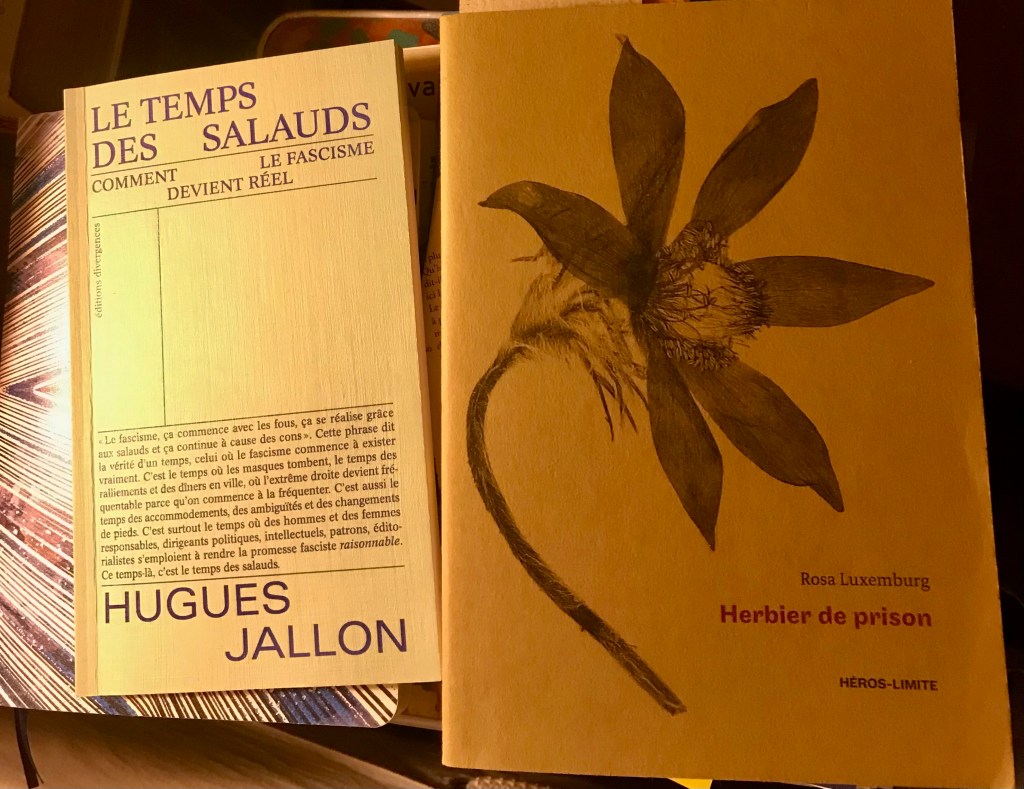 LE TEMPS
DES SALAUDS
COMMENT LE FASCISME
DEVIENT RÉEL
éditions divergences
« Le fascisme, ça commence avec les fous, ça se réalise grâce
aux salauds et ça continue à cause des cons ». Cette phrase dit
la vérité d'un temps, celui où le fascisme commence à exister
vraiment. C'est le temps où les masques tombent, le temps des
ralliements et des dîners en ville, où l'extrême droite devient fré-
quentable parce qu'on commence à la fréquenter. C'est aussi le
temps des accommodements, des ambiguïtés et des changements
de pieds. C'est surtout le temps où des hommes et des femmes
responsables, dirigeants politiques, intellectuels, patrons, édito-
rialistes s'emploient à rendre la promesse fasciste raisonnable.
Ce temps-là, c'est le temps des salauds.
HUGUES
JALLON
va
Rosa Luxemburg
Herbier de prison
HÉROS-LIMITE